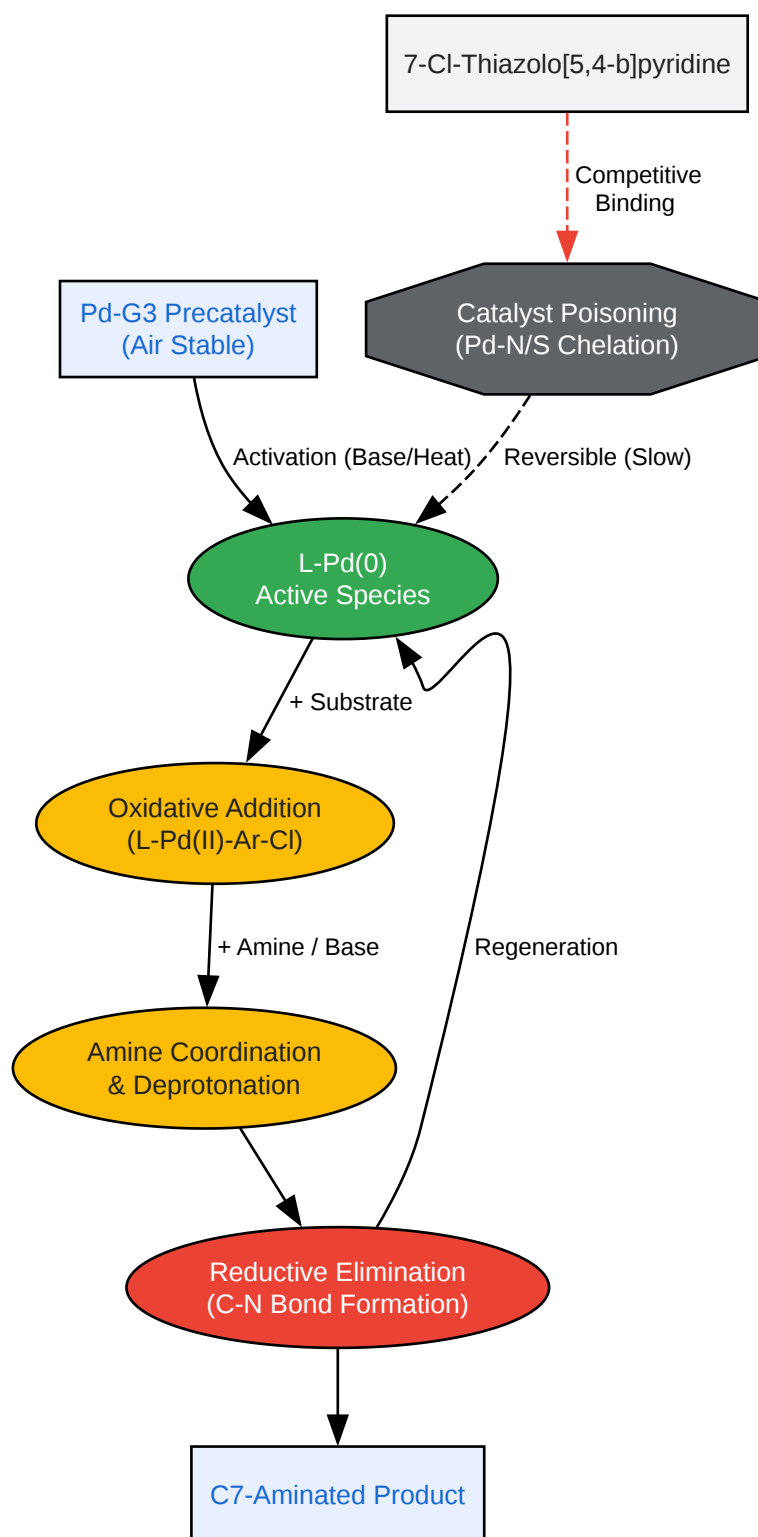 7-Cl-Thiazolo[5,4-b]pyridine
Competitive
Binding
Pd-G3 Precatalyst
(Air Stable)
Catalyst Poisoning
(Pd-N/S Chelation)
Activation (Base/Heat)
Reversible (Slow)
L-Pd(0)
Active Species
+ Substrate
Oxidative Addition
(L-Pd(II)-Ar-Cl)
+ Amine / Base
Regeneration
Amine Coordination
& Deprotonation
Reductive Elimination
(C-N Bond Formation)
C7-Aminated Product